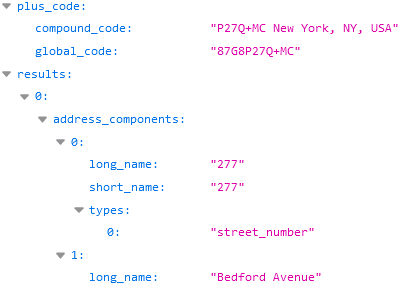 plus_code:
compound_code: "P27Q+MC New York, NY, USA"
global_code: "87G8P27Q+MC"
results:
0:
address_components:
0:
long_name: "277"
short_name: "277"
types:
0: "street_number"
1:
long_name: "Bedford Avenue"